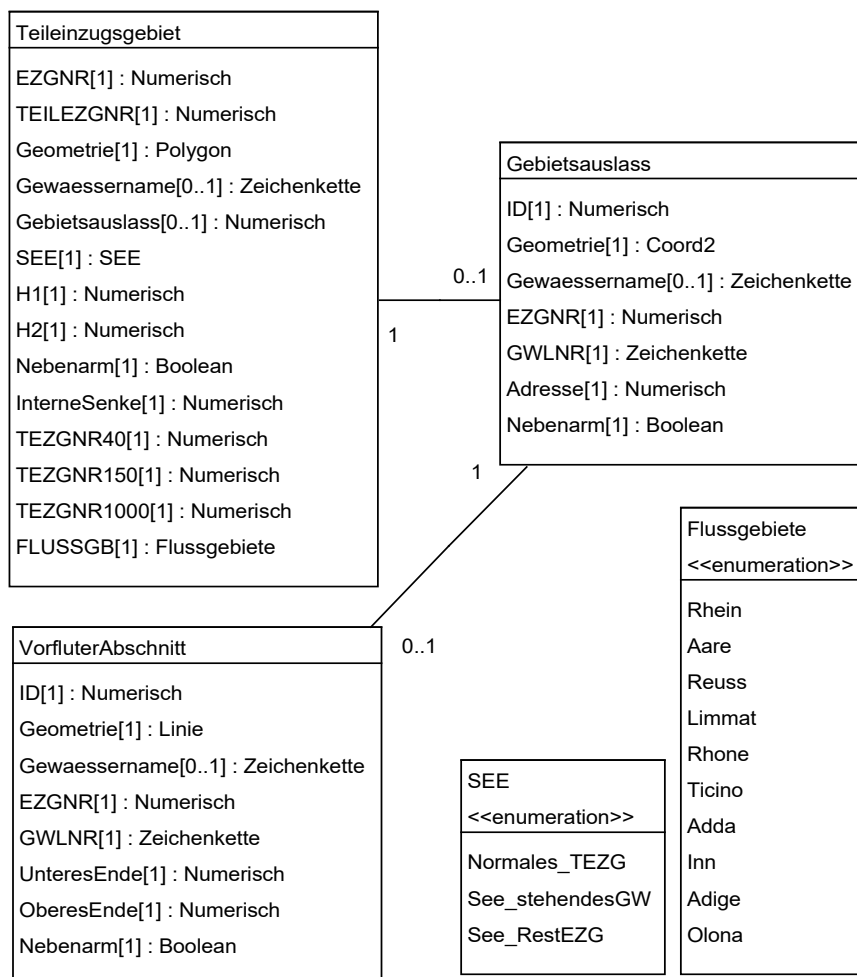 Teileinzugsgebiet
EZGNR[1] : Numerisch
TEILEZGNR[1] : Numerisch
Geometrie[1] : Polygon
Gewaessername[0..1] : Zeichenkette
Gebietsauslass[0..1] : Numerisch
SEE[1] : SEE
H1[1] : Numerisch
H2[1] : Numerisch
Nebenarm[1] : Boolean
InterneSenke[1] : Numerisch
TEZGNR40[1] : Numerisch
TEZGNR150[1] : Numerisch
TEZGNR1000[1] : Numerisch
FLUSSGB[1] : Flussgebiete
0..1
1
Gebietsauslass
ID[1] : Numerisch
Geometrie[1] : Coord2
Gewaessername[0..1] : Zeichenkette
EZGNR[1] : Numerisch
GWLNR[1] : Zeichenkette
Adresse[1] : Numerisch
Nebenarm[1] : Boolean
1
0..1
VorfluterAbschnitt
ID[1] : Numerisch
Geometrie[1] : Linie
Gewaessername[0..1] : Zeichenkette
EZGNR[1] : Numerisch
GWLNR[1] : Zeichenkette
UnteresEnde[1] : Numerisch
OberesEnde[1] : Numerisch
Nebenarm[1] : Boolean
SEE
<<enumeration>>
Normales_TEZG
See_stehendesGW
See_RestEZG
Flussgebiete
<<enumeration>>
Rhein
Aare
Reuss
Limmat
Rhone
Ticino
Adda
Inn
Adige
Olona